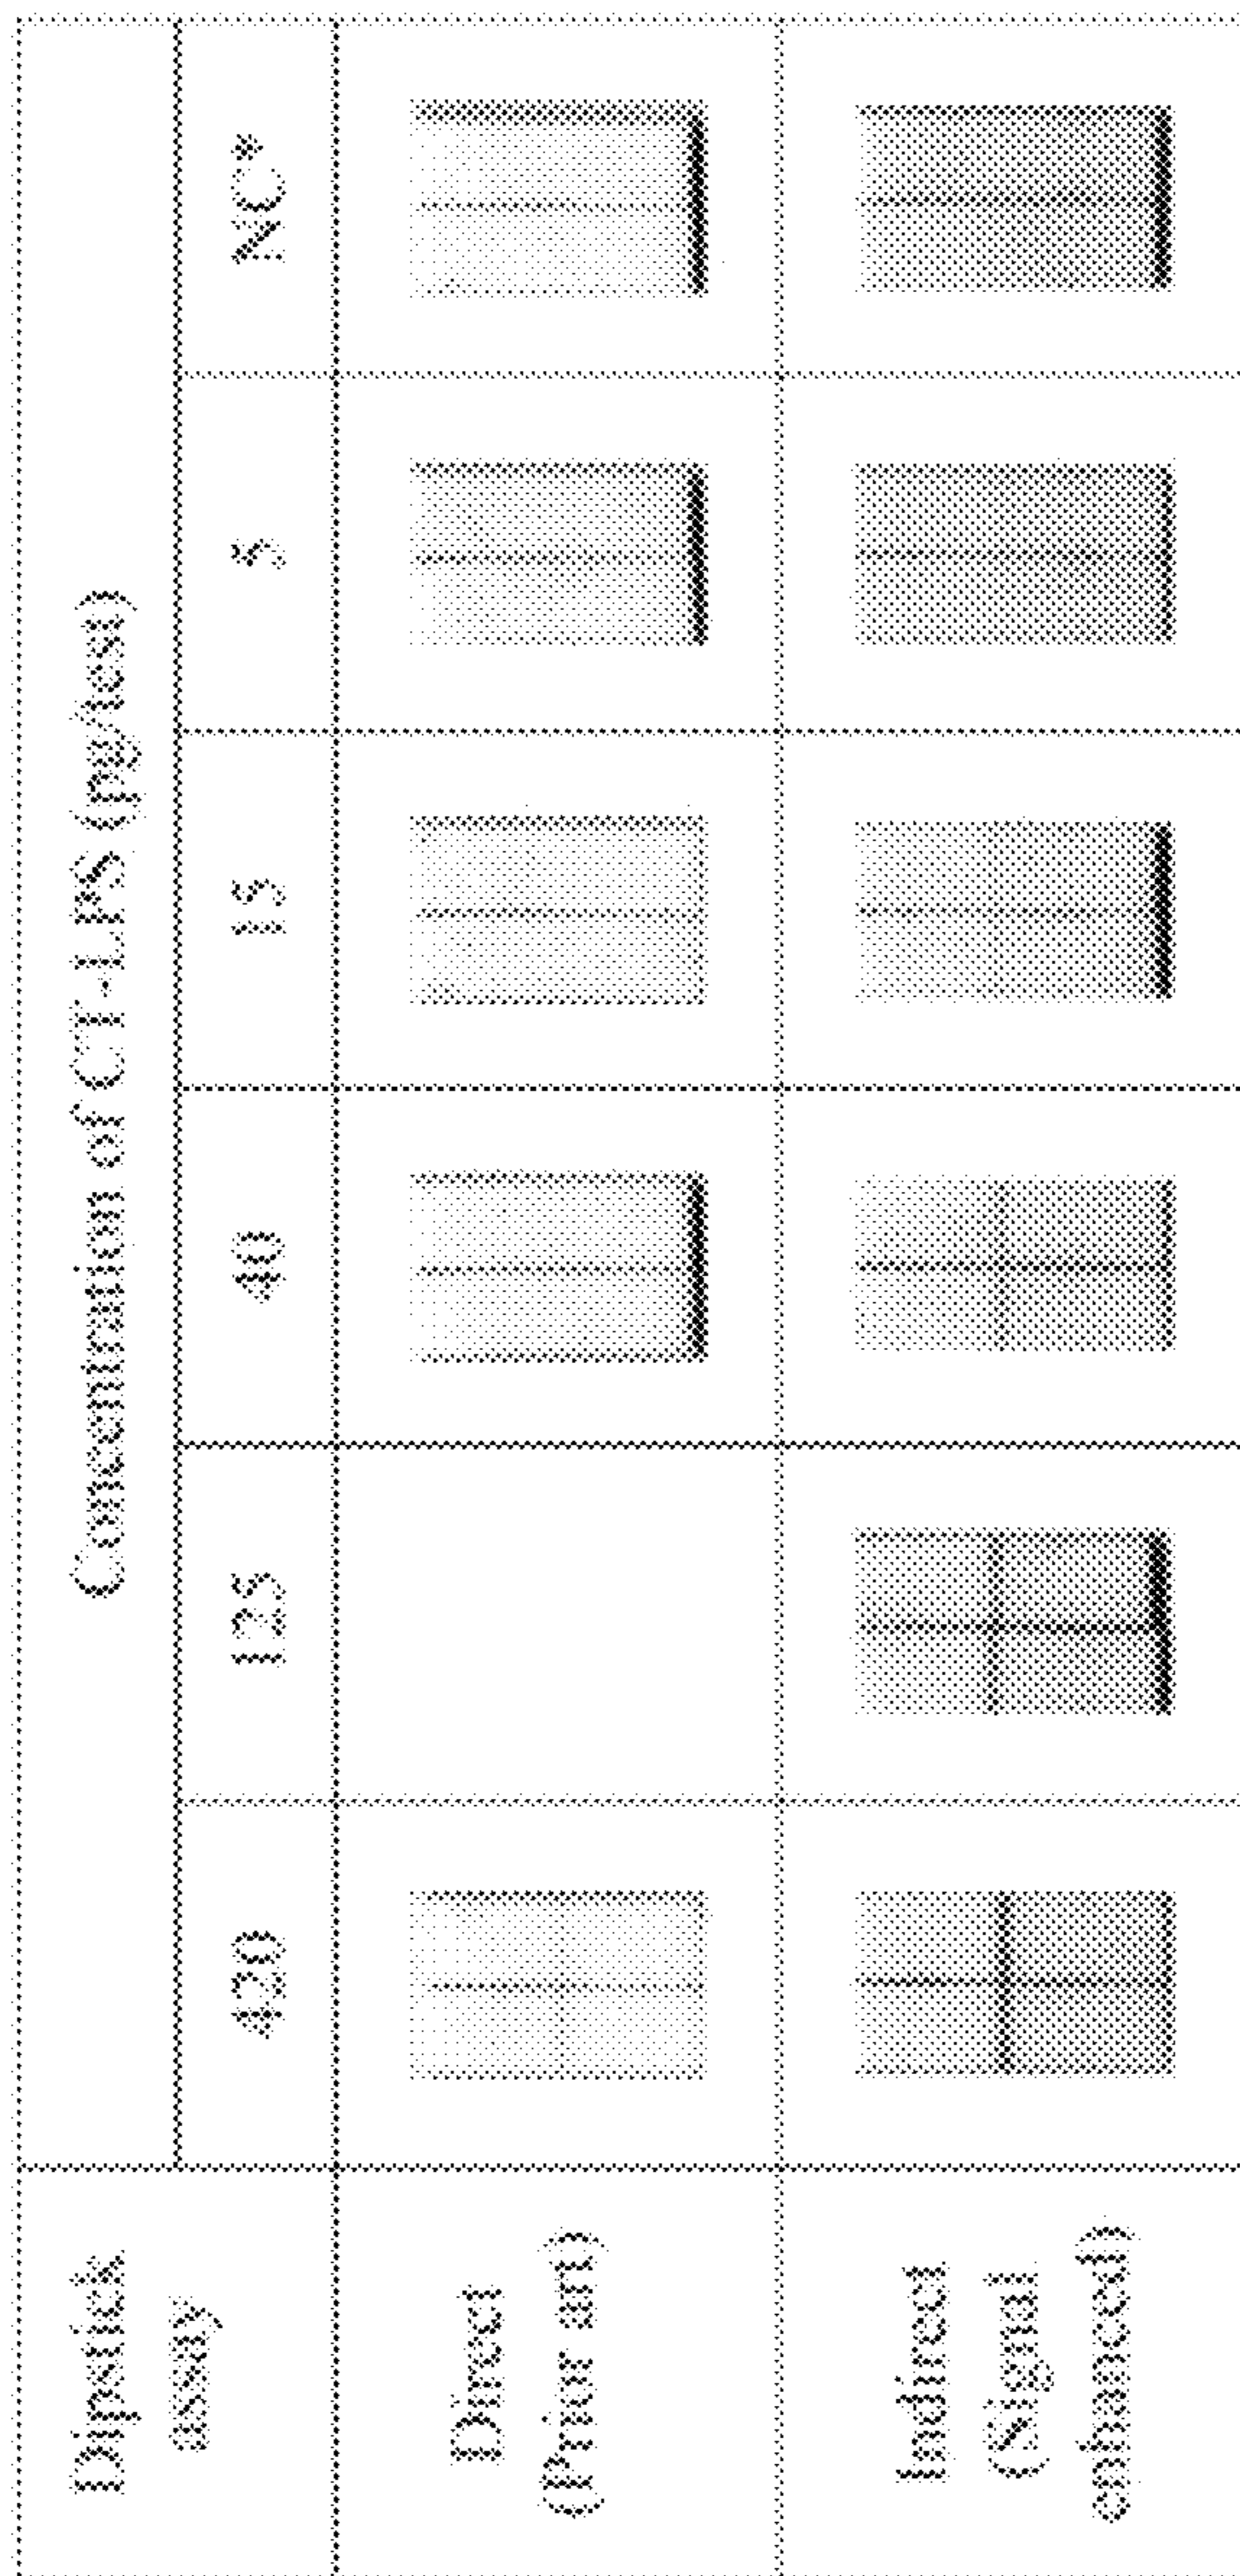 Concentration of CT-LPS (pg/test)
Dipstick
assay
420
135
40
15
5
NC*
Direct
(Prior art)
Indirect
(Signal
enhanced)